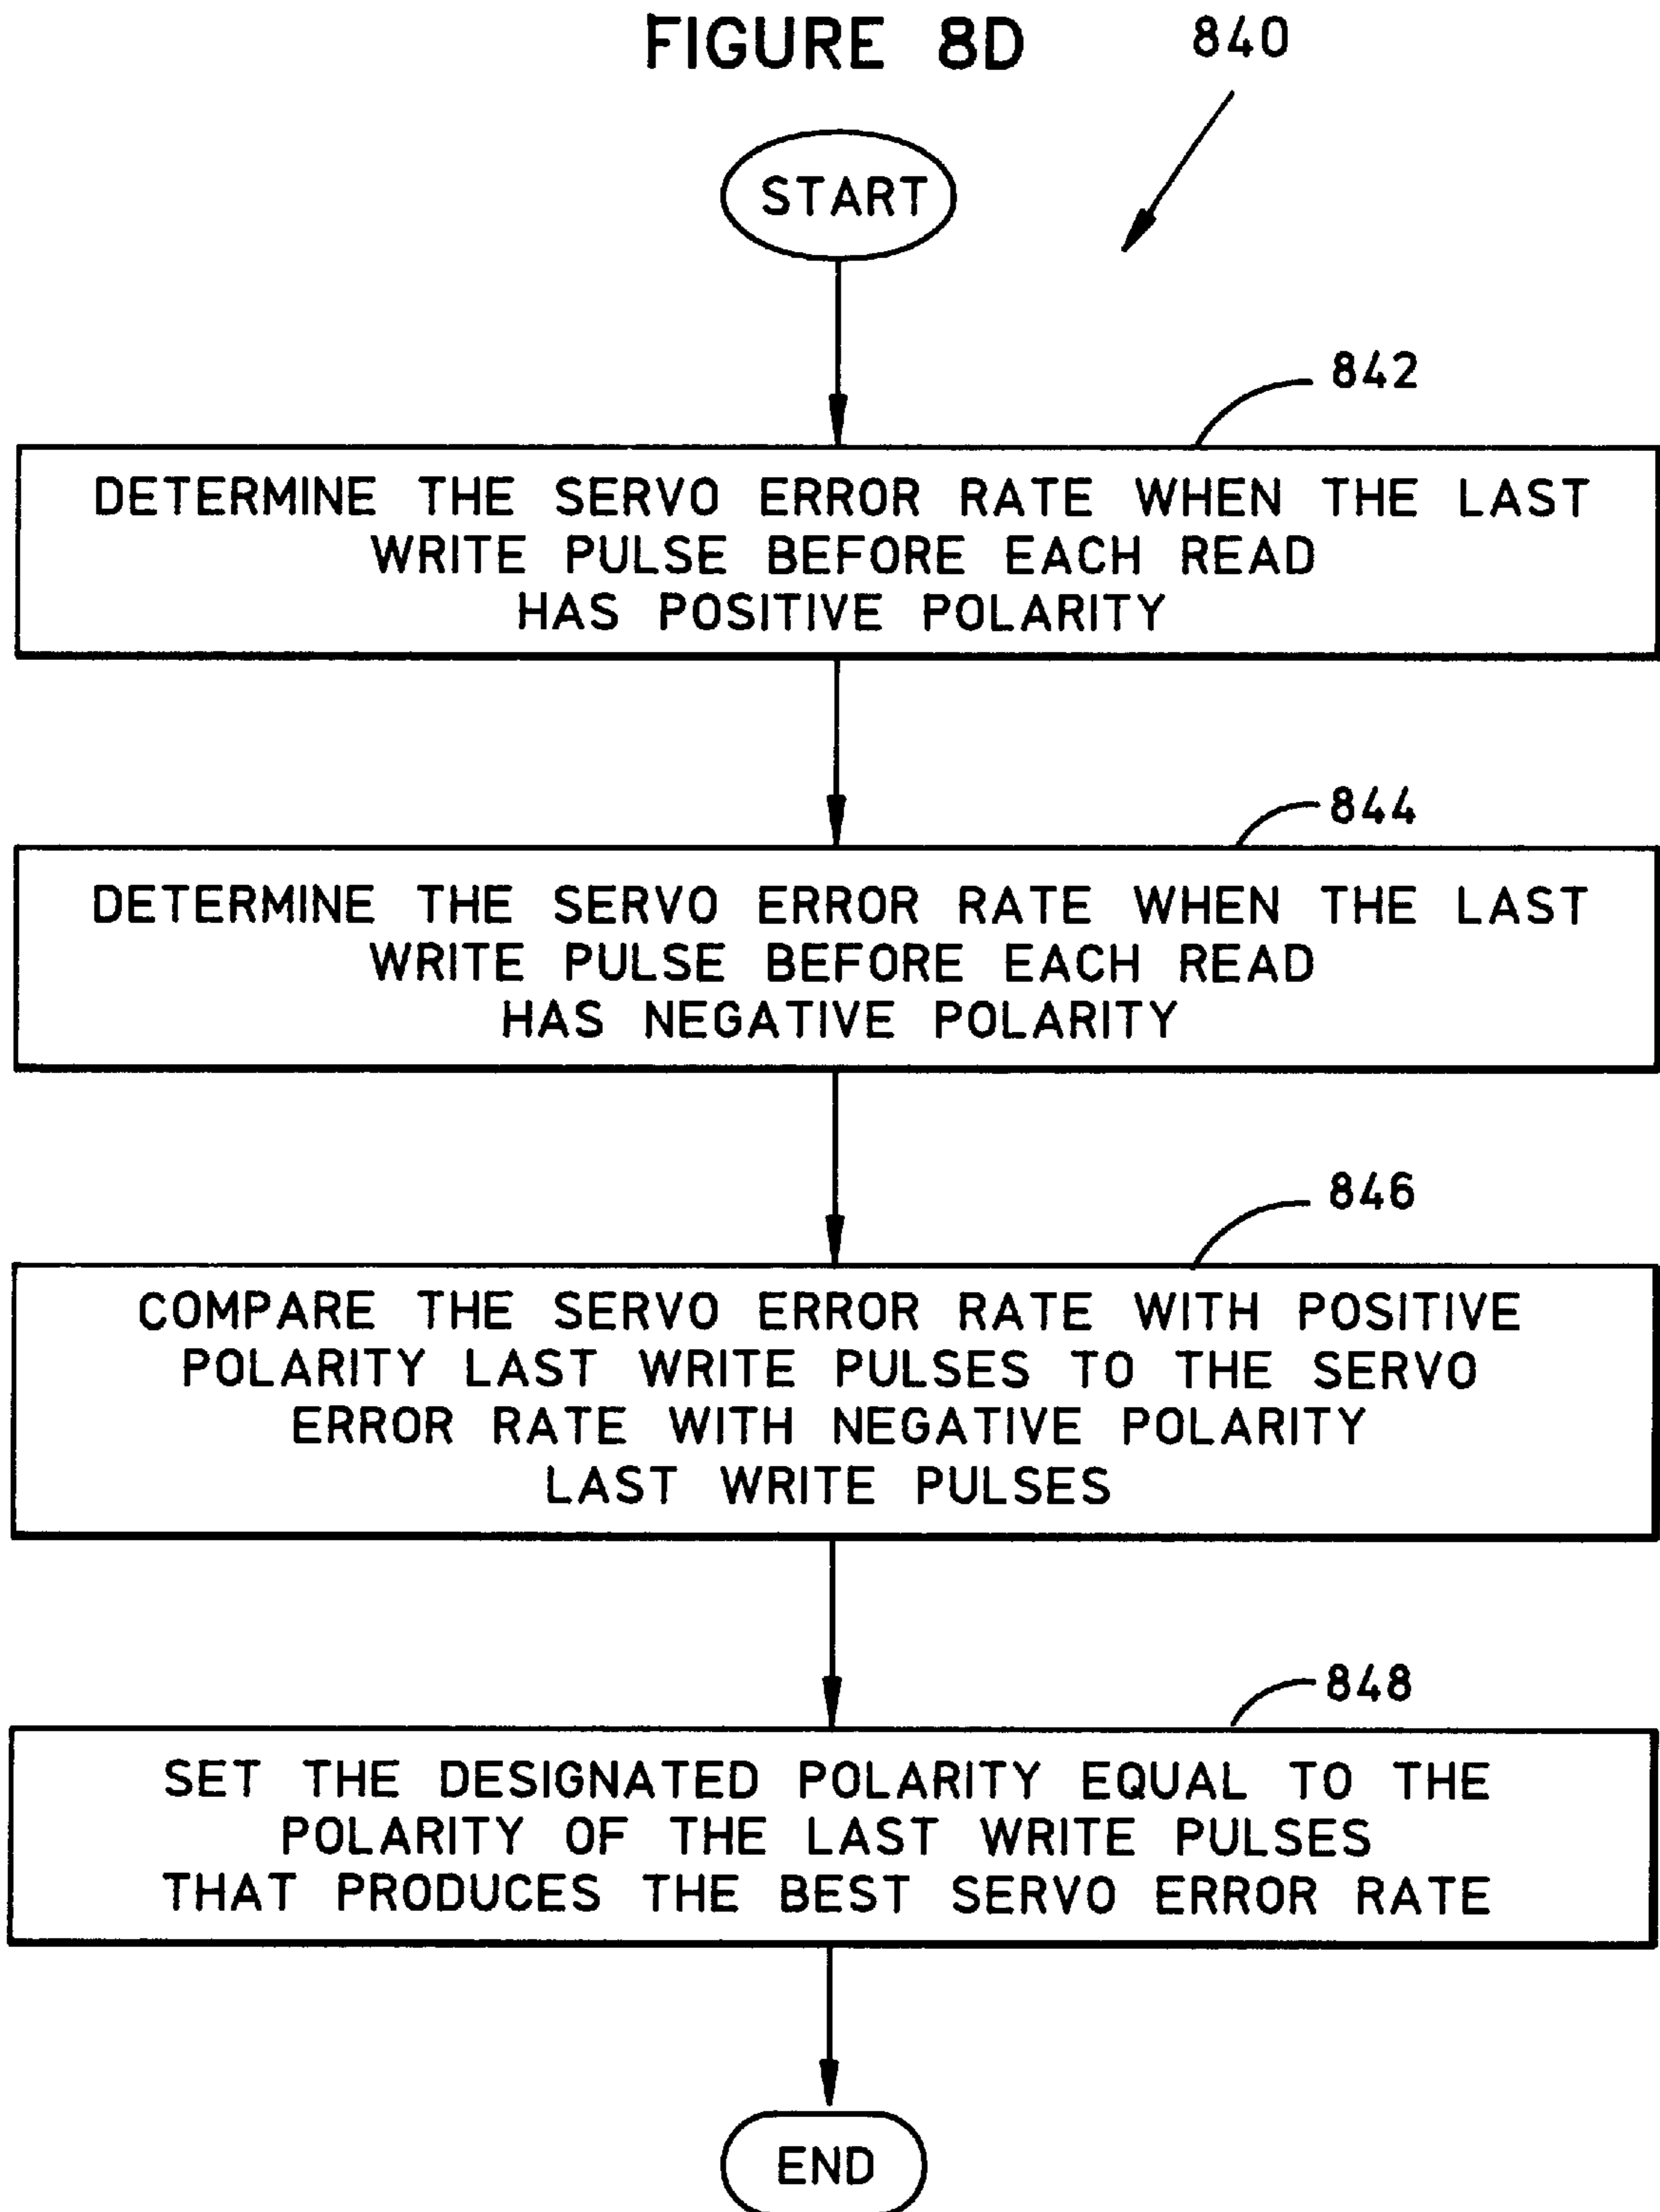 FIGURE 8D
840
START
842
DETERMINE THE SERVO ERROR RATE WHEN THE LAST
WRITE PULSE BEFORE EACH READ
HAS POSITIVE POLARITY
844
DETERMINE THE SERVO ERROR RATE WHEN THE LAST
WRITE PULSE BEFORE EACH READ
HAS NEGATIVE POLARITY
846
COMPARE THE SERVO ERROR RATE WITH POSITIVE
POLARITY LAST WRITE PULSES TO THE SERVO
ERROR RATE WITH NEGATIVE POLARITY
LAST WRITE PULSES
848
SET THE DESIGNATED POLARITY EQUAL TO THE
POLARITY OF THE LAST WRITE PULSES
THAT PRODUCES THE BEST SERVO ERROR RATE
END